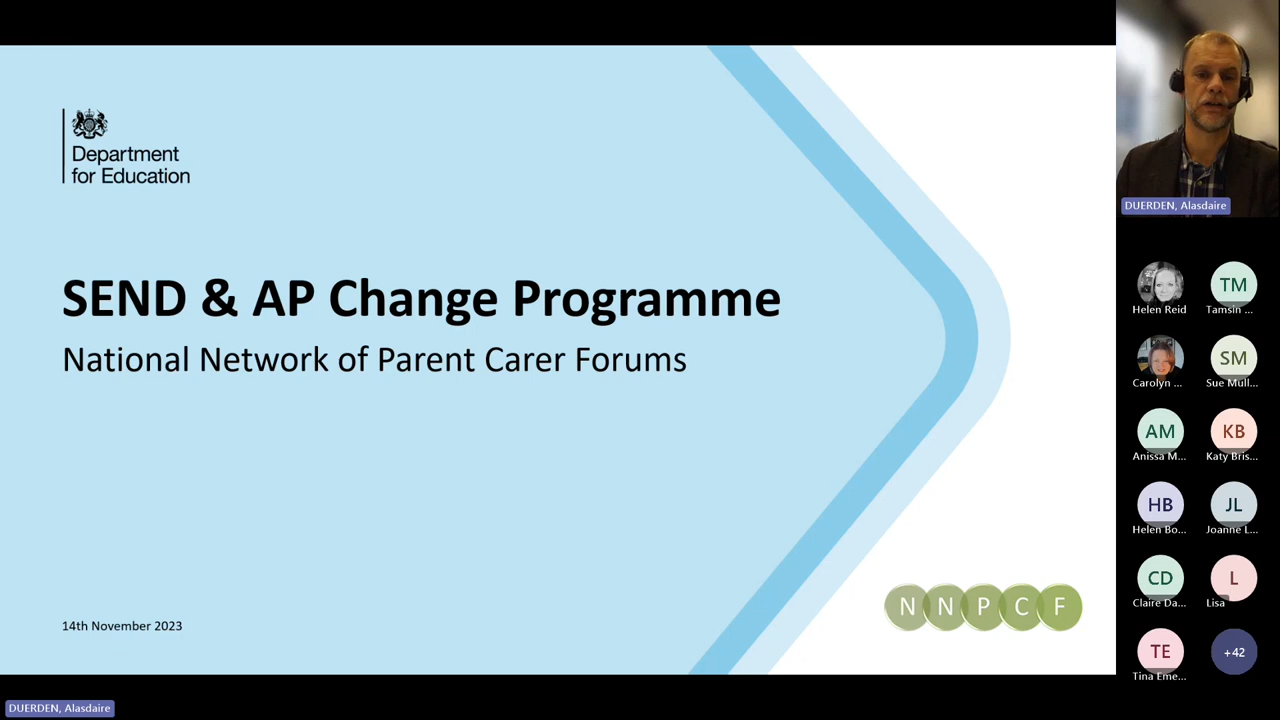 Department
for Education
SEND & AP Change Programme
National Network of Parent Carer Forums
14th November 2023
N N P C F
DUERDEN, Alasdaire
Helen Reid
TM
Tamsin ...
Carolyn ...
SM
Sue Mull...
AM
Anissa M...
KB
Katy Bris...
HB
Helen Bo...
JL
Joanne L...
CD
Claire Da...
L
Lisa
TE
Tina Eme...
+42
DUERDEN, Alasdaire